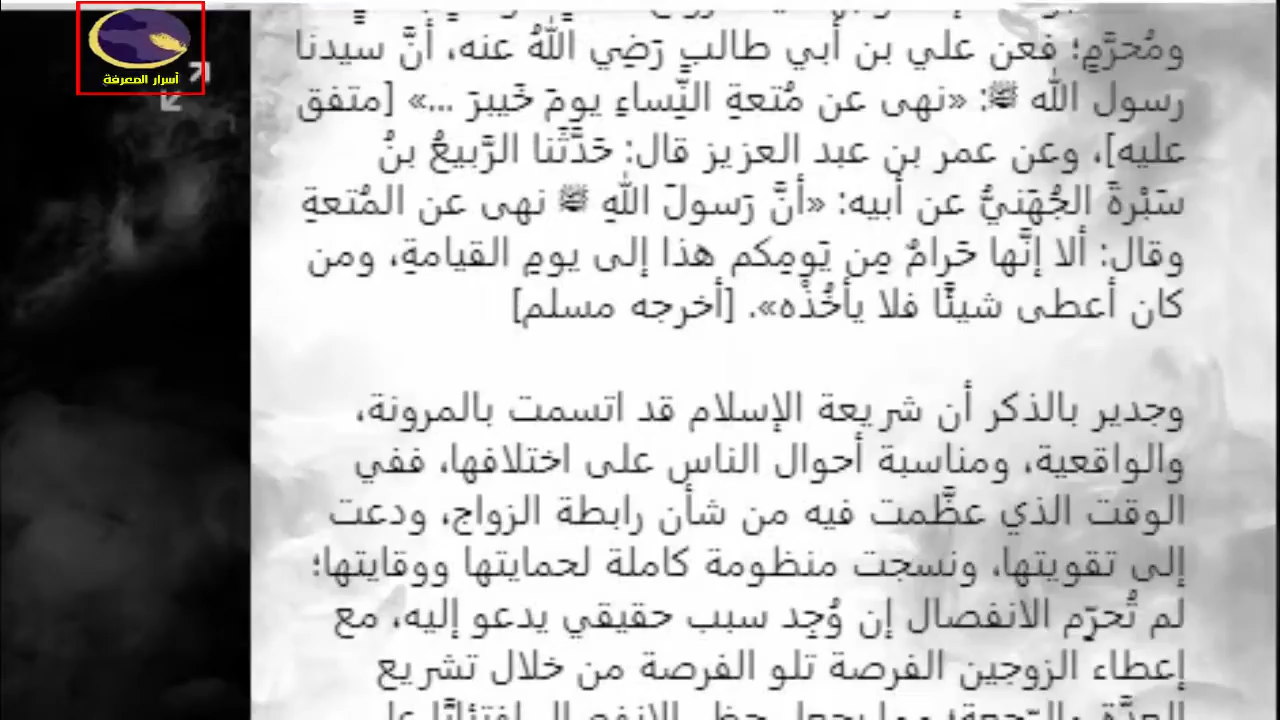 أسرار المعرفة
ومُحرَّمٍ؛ فعن علي بن أبي طالب رَضِي اللَّهُ عنه، أنَّ سيدنا
رسول الله ﷺ: «نهى عن مُتعةِ النِّساءِ يومَ خَيبرَ ...» [متفق
عليه]، وعن عمر بن عبد العزيز قال: حَدَّثَنا الرَّبيعُ بنُ
سَبْرةَ الجُهَنيُّ عن أبيه: «أنَّ رَسولَ اللَّهِ ﷺ نهى عن المُتعةِ
وقال: ألا إنَّها حَرامٌ مِن يَومِكم هذا إلى يومِ القيامةِ، ومن
كان أعطى شيئًا فلا يأخُذْه». [أخرجه مسلم]
وجدير بالذكر أن شريعة الإسلام قد اتسمت بالمرونة،
والواقعية، ومناسبة أحوال الناس على اختلافها، ففي
الوقت الذي عظَّمت فيه من شأن رابطة الزواج، ودعت
إلى تقويتها، ونسجت منظومة كاملة لحمايتها ووقايتها؛
لم تُحرِّم الانفصال إن وُجِد سبب حقيقي يدعو إليه، مع
إعطاء الزوجين الفرصة تلو الفرصة من خلال تشريع